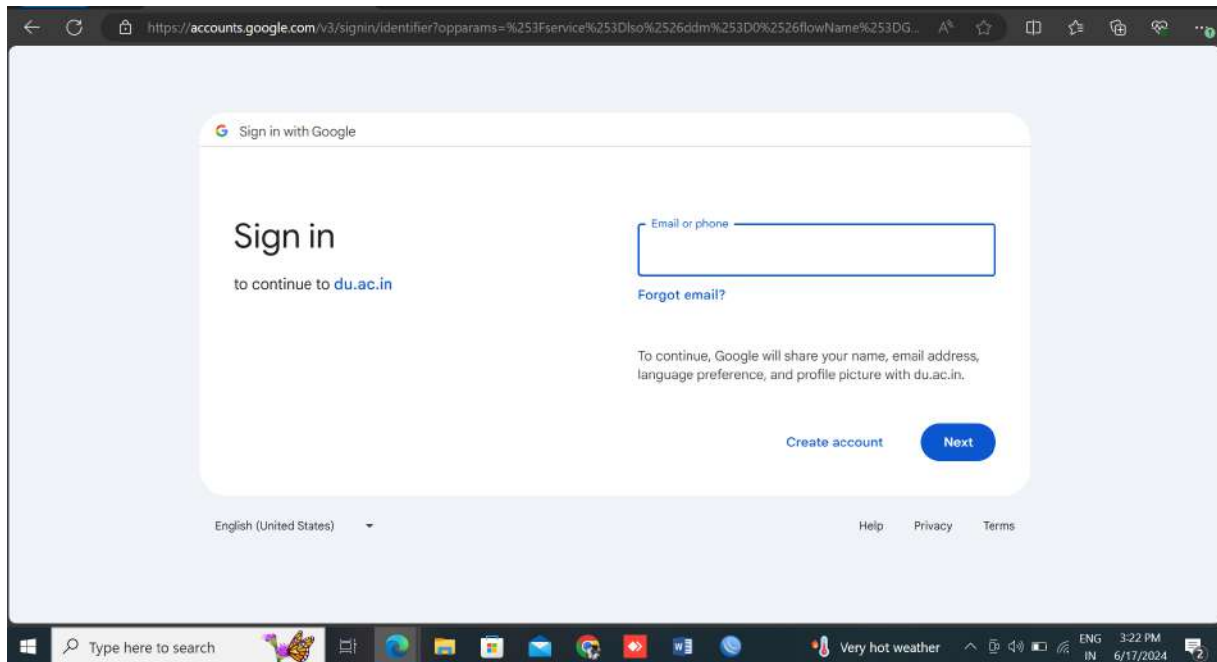 https://accounts.google.com/v3/signin/identifier?opparams=%253Fservice%253Dlso%2526ddm%253D0%2526flowName%253DG...
Sign in with Google
Sign in
to continue to du.ac.in
Email or phone
Forgot email?
To continue, Google will share your name, email address,
language preference, and profile picture with du.ac.in.
Create account
Next
English (United States)
Help Privacy Terms
Type here to search
Very hot weather
ENG
IN
3:22 PM
6/17/2024
2